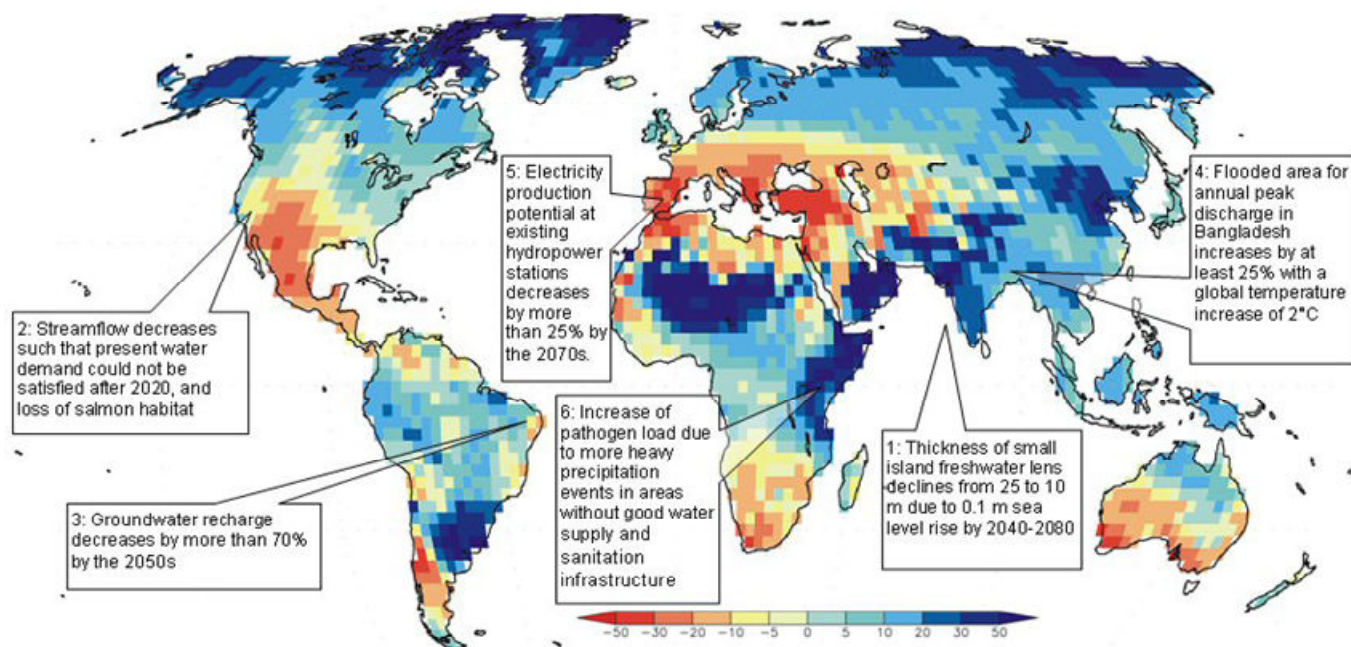 5: Electricity
production
potential at
existing
hydropower
stations
decreases
by more
than 25% by
the 2070s.
4: Flooded area for
annual peak
discharge in
Bangladesh
increases by at
least 25% with a
global temperature
increase of 2°C
2: Streamflow decreases
such that present water
demand could not be
satisfied after 2020, and
loss of salmon habitat
6: Increase of
pathogen load due
to more heavy
precipitation
events in areas
without good water
supply and
sanitation
infrastructure
1: Thickness of small
island freshwater lens
declines from 25 to 10
m due to 0.1 m sea
level rise by 2040-2080
3: Groundwater recharge
decreases by more than 70%
by the 2050s
−50 −30 −20 −10 −5 0 5 10 20 30 50